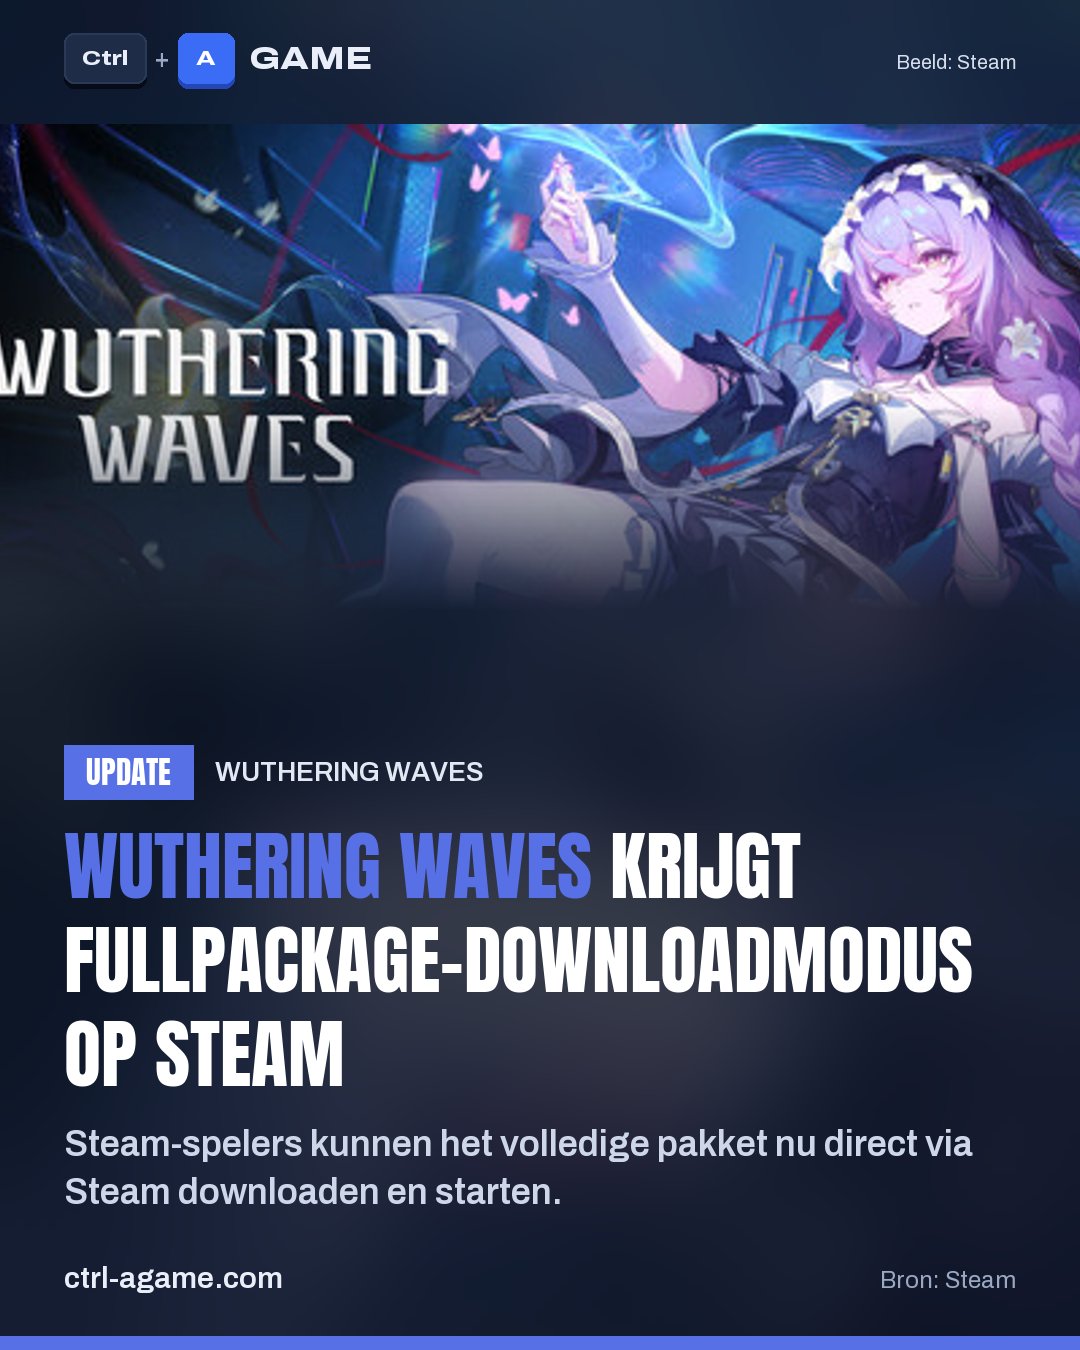 Ctrl + A GAME
Beeld: Steam
WUTHERING
WAVES
UPDATE WUTHERING WAVES
WUTHERING WAVES KRIJGT
FULLPACKAGE-DOWNLOADMODUS
OP STEAM
Steam-spelers kunnen het volledige pakket nu direct via
Steam downloaden en starten.
ctrl-agame.com
Bron: Steam